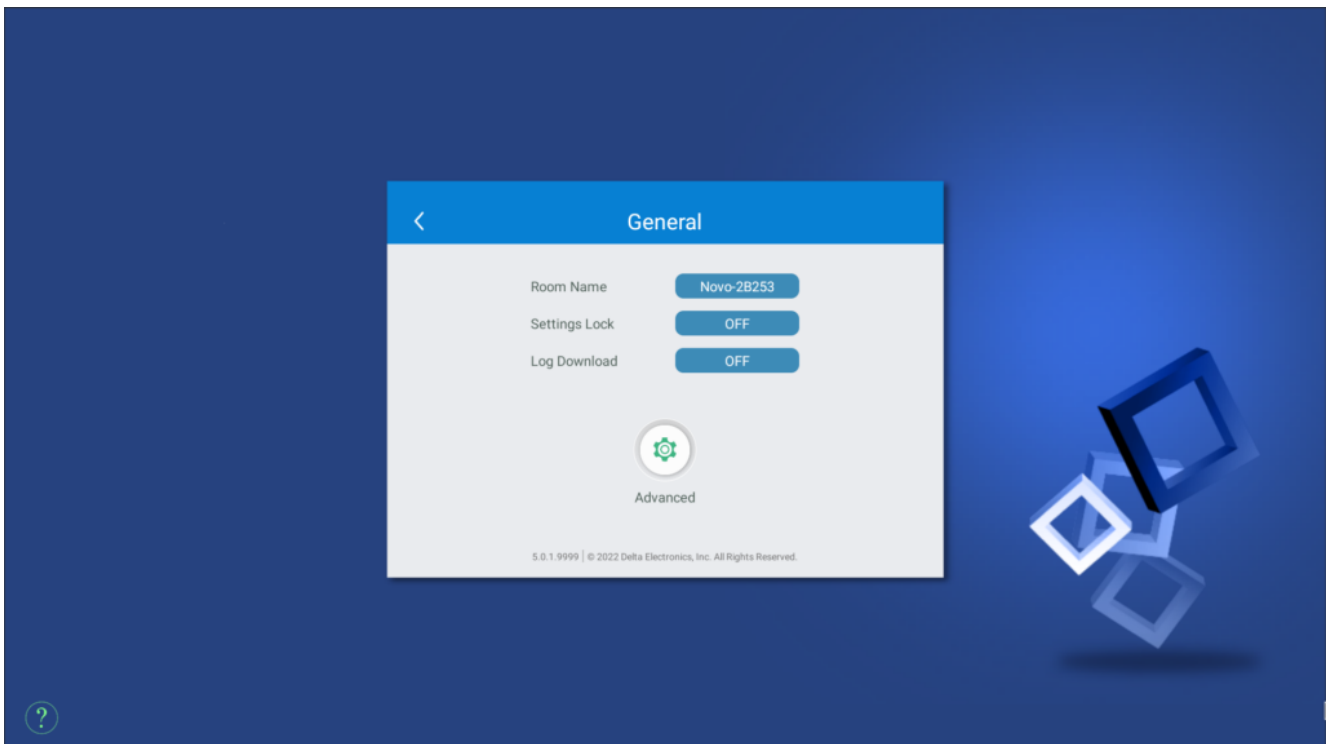 General
Room Name Novo-2B253
Settings Lock OFF
Log Download OFF
Advanced
5.0.1.9999 | © 2022 Delta Electronics, Inc. All Rights Reserved.
?